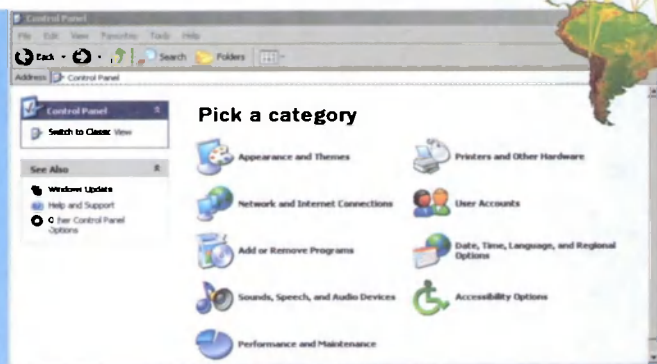 Control Panel
File Edit View Favorites Tools Help
Back Search Folders
Address Control Panel
Control Panel
Switch to Classic View
See Also
Windows Update
Help and Support
Other Control Panel
Options
Pick a category
Appearance and Themes
Printers and Other Hardware
Network and Internet Connections
User Accounts
Add or Remove Programs
Date, Time, Language, and Regional
Options
Sounds, Speech, and Audio Devices
Accessibility Options
Performance and Maintenance